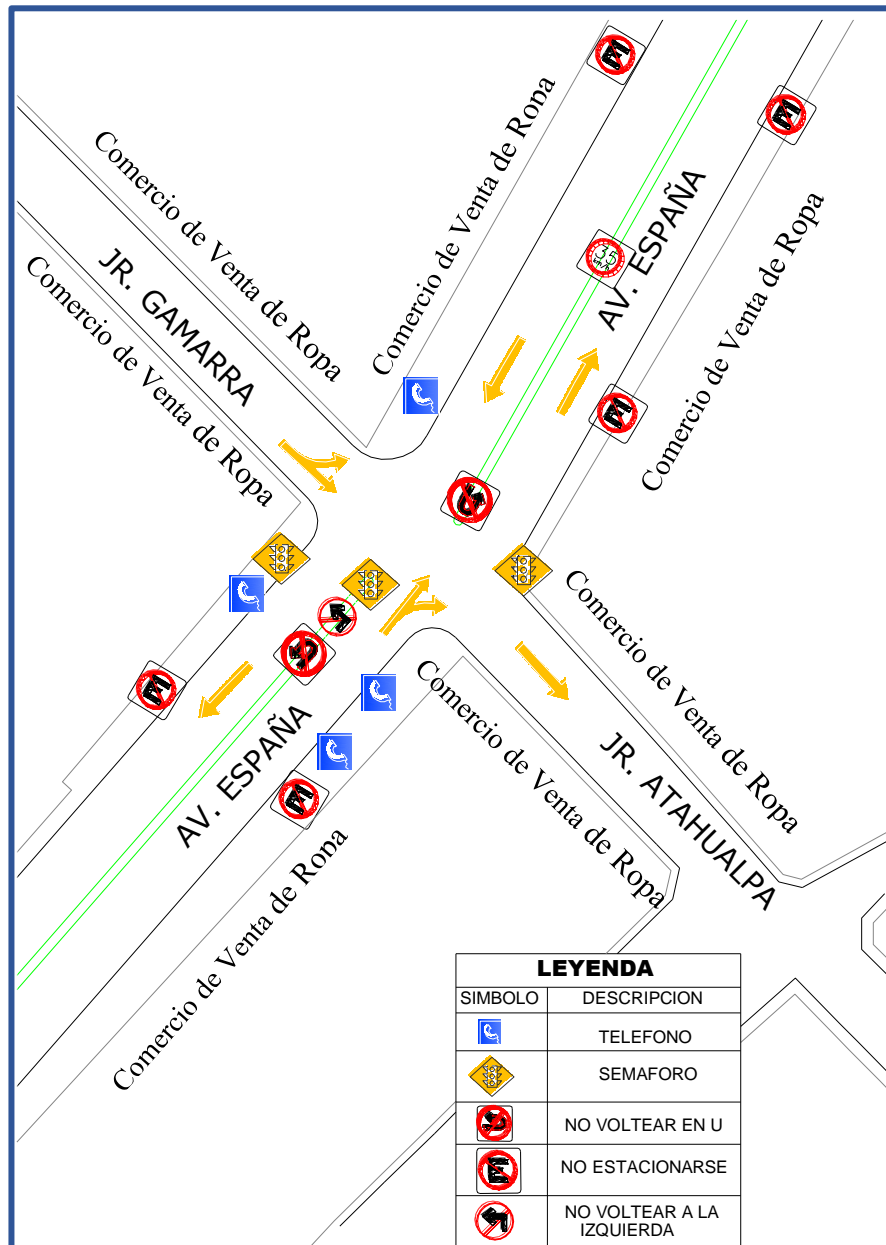 Comercio de Venta de Ropa
Comercio de Venta de Ropa
Comercio de Venta de Ropa
JR. GAMARRA
AV. ESPAÑA
Comercio de Venta de Ropa
35
km/h
Comercio de Venta de Ropa
AV. ESPAÑA
Comercio de Venta de Ropa
JR. ATAHUALPA
Comercio de Venta de Ropa
LEYENDA
SIMBOLO DESCRIPCION
TELEFONO
SEMAFORO
NO VOLTEAR EN U
NO ESTACIONARSE
NO VOLTEAR A LA
IZQUIERDA